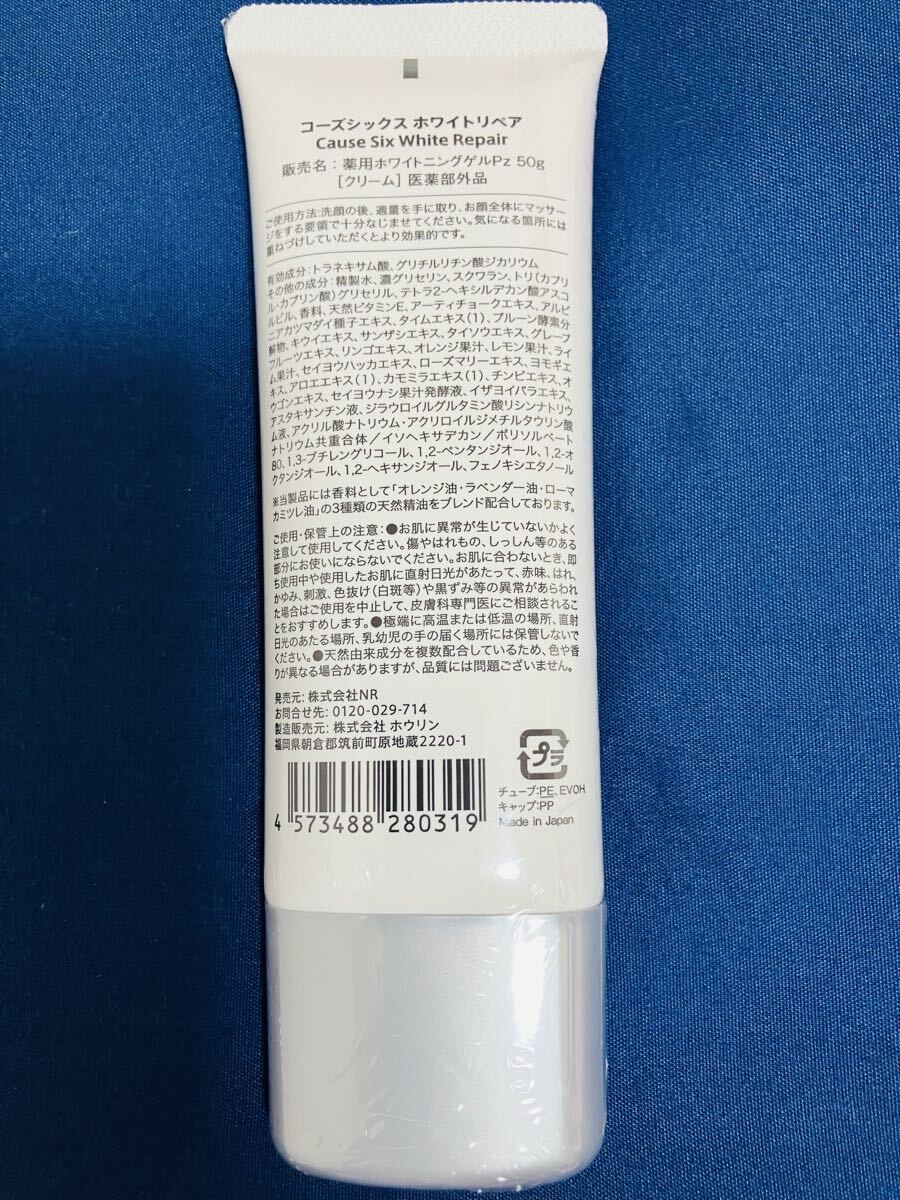 コーズシックス ホワイトリペア
Cause Six White Repair
販売名：薬用ホワイトニングゲルPz 50g
［クリーム］医薬部外品
ご使用方法:洗顔の後、適量を手に取り、お顔全体にマッサー
ジをする要領で十分なじませてください。気になる箇所には
重ねづけしていただくとより効果的です。
有効成分：トラネキサム酸、グリチルリチン酸ジカリウム
その他の成分：精製水、濃グリセリン、スクワラン、トリ(カプリ
ル・カプリン酸)グリセリル、テトラ2-ヘキシルデカン酸アスコ
ルビル、香料、天然ビタミンE、アーティチョークエキス、アルピ
ニアカツマダイ種子エキス、タイムエキス(1)、プルーン酵素分
解物、キウイエキス、サンザシエキス、タイソウエキス、グレープ
フルーツエキス、リンゴエキス、オレンジ果汁、レモン果汁、ライ
ム果汁、セイヨウハッカエキス、ローズマリーエキス、ヨモギエ
キス、アロエエキス(1)、カモミラエキス(1)、チンピエキス、オ
ウゴンエキス、セイヨウナシ果汁発酵液、イザヨイバラエキス、
アスタキサンチン液、ジラウロイルグルタミン酸リシンナトリウ
ム液、アクリル酸ナトリウム・アクリロイルジメチルタウリン酸
ナトリウム共重合体／イソヘキサデカン／ポリソルベート
80、1,3-ブチレングリコール、1,2-ペンタンジオール、1,2-オ
クタンジオール、1,2-ヘキサンジオール、フェノキシエタノール
※当製品には香料として「オレンジ油・ラベンダー油・ローマ
カミツレ油」の3種類の天然精油をブレンド配合しております。
ご使用・保管上の注意：●お肌に異常が生じていないかよく
注意して使用してください。傷やはれもの、しっしん等のある
部分にお使いにならないでください。お肌に合わないとき、即
ち使用中や使用したお肌に直射日光があたって、赤味、はれ、
かゆみ、刺激、色抜け(白斑等)や黒ずみ等の異常があらわれ
た場合はご使用を中止して、皮膚科専門医にご相談されるこ
とをおすすめします。●極端に高温または低温の場所、直射
日光のあたる場所、乳幼児の手の届く場所には保管しないで
ください。●天然由来成分を複数配合しているため、色や香
りが異なる場合がありますが、品質には問題ございません。
発売元：株式会社NR
お問合せ先：0120-029-714
製造販売元：株式会社 ホウリン
福岡県朝倉郡筑前町原地蔵2220-1
プラ
チューブ:PE、EVOH
キャップ:PP
Made in Japan
4 573488 280319